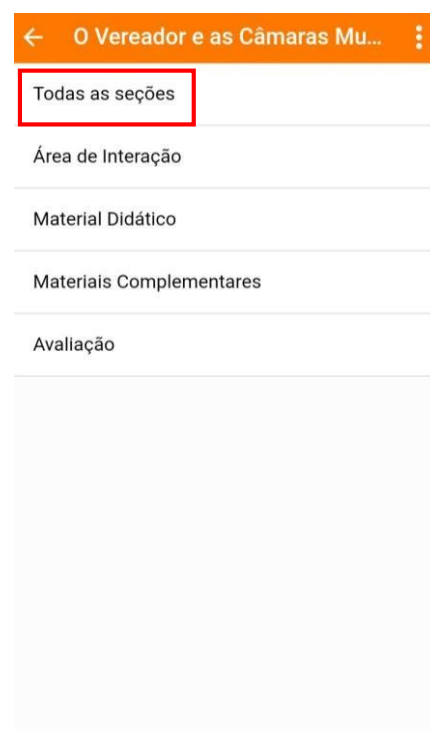 O Vereador e as Câmaras Mu...
Todas as seções
Área de Interação
Material Didático
Materiais Complementares
Avaliação